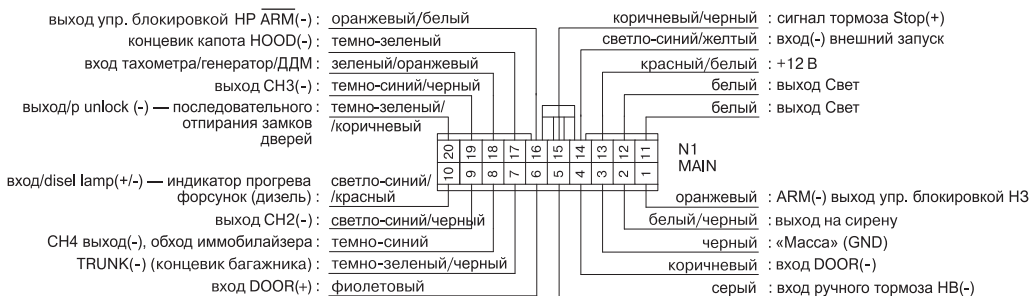 выход упр. блокировкой НР ARM(-) : оранжевый/белый
концевик капота HOOD(-) : темно-зеленый
вход тахометра/генератор/ДДМ : зеленый/оранжевый
выход CH3(-) : темно-синий/черный
выход/p unlock (-) — последовательного : темно-зеленый/
отпирания замков /коричневый
дверей
коричневый/черный : сигнал тормоза Stop(+)
светло-синий/желтый : вход(-) внешний запуск
красный/белый : +12 В
белый : выход Свет
белый : выход Свет
20 19 18 17 16 15 14 13 12 11
10 9 8 7 6 5 4 3 2 1
N1
MAIN
вход/disel lamp(+/-) — индикатор прогрева светло-синий/
форсунок (дизель) : /красный
выход CH2(-) : светло-синий/черный
CH4 выход(-), обход иммобилайзера : темно-синий
TRUNK(-) (концевик багажника) : темно-зеленый/черный
вход DOOR(+) : фиолетовый
оранжевый : ARM(-) выход упр. блокировкой НЗ
белый/черный : выход на сирену
черный : «Масса» (GND)
коричневый : вход DOOR(-)
серый : вход ручного тормоза HB(-)